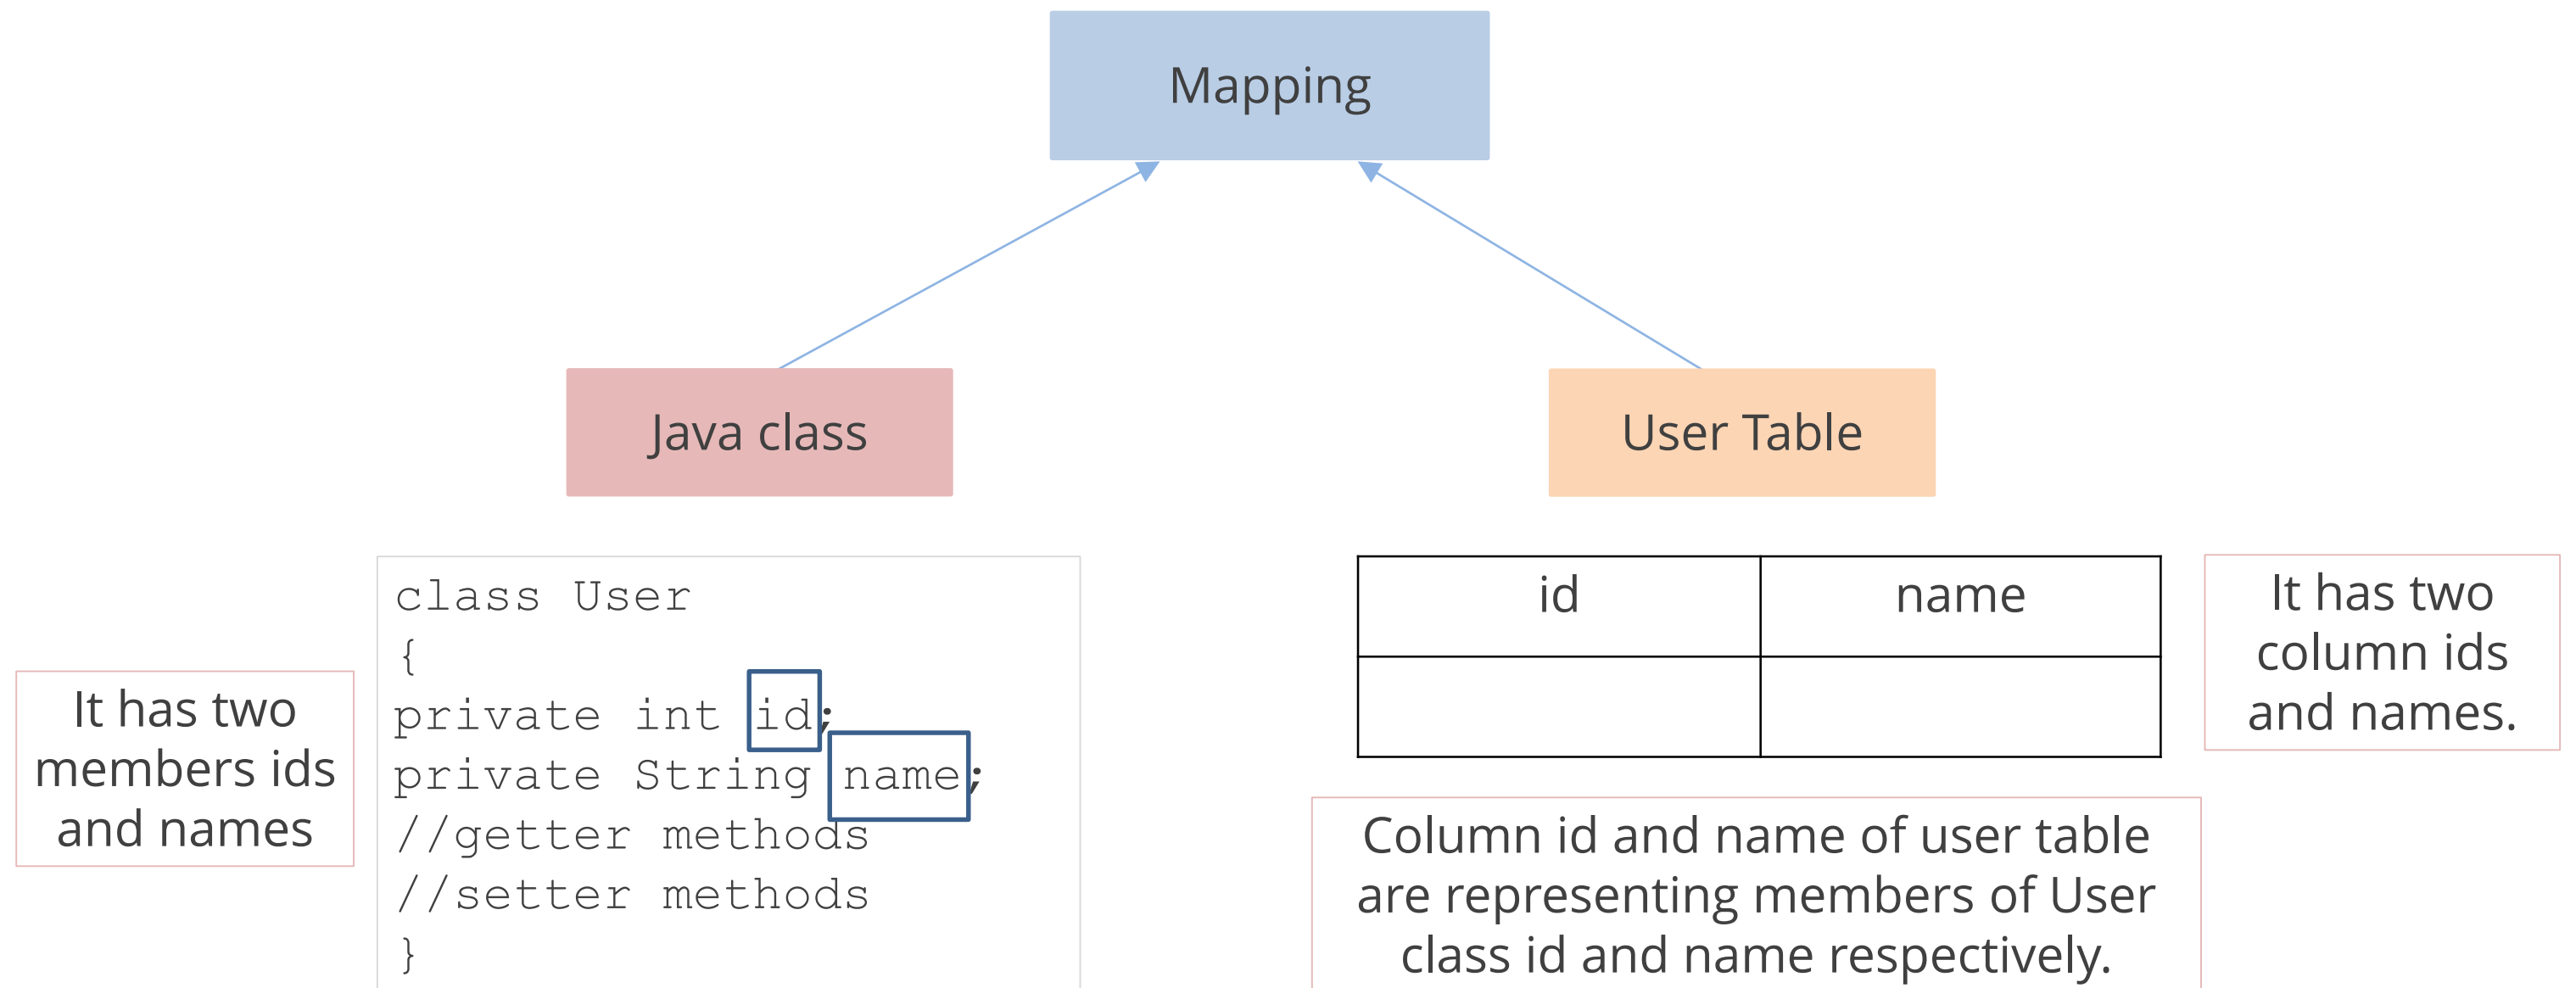 Mapping
Java class
User Table
It has two
members ids
and names
class User
{
private int id;
private String name;
//getter methods
//setter methods
}
id name
It has two
column ids
and names.
Column id and name of user table
are representing members of User
class id and name respectively.